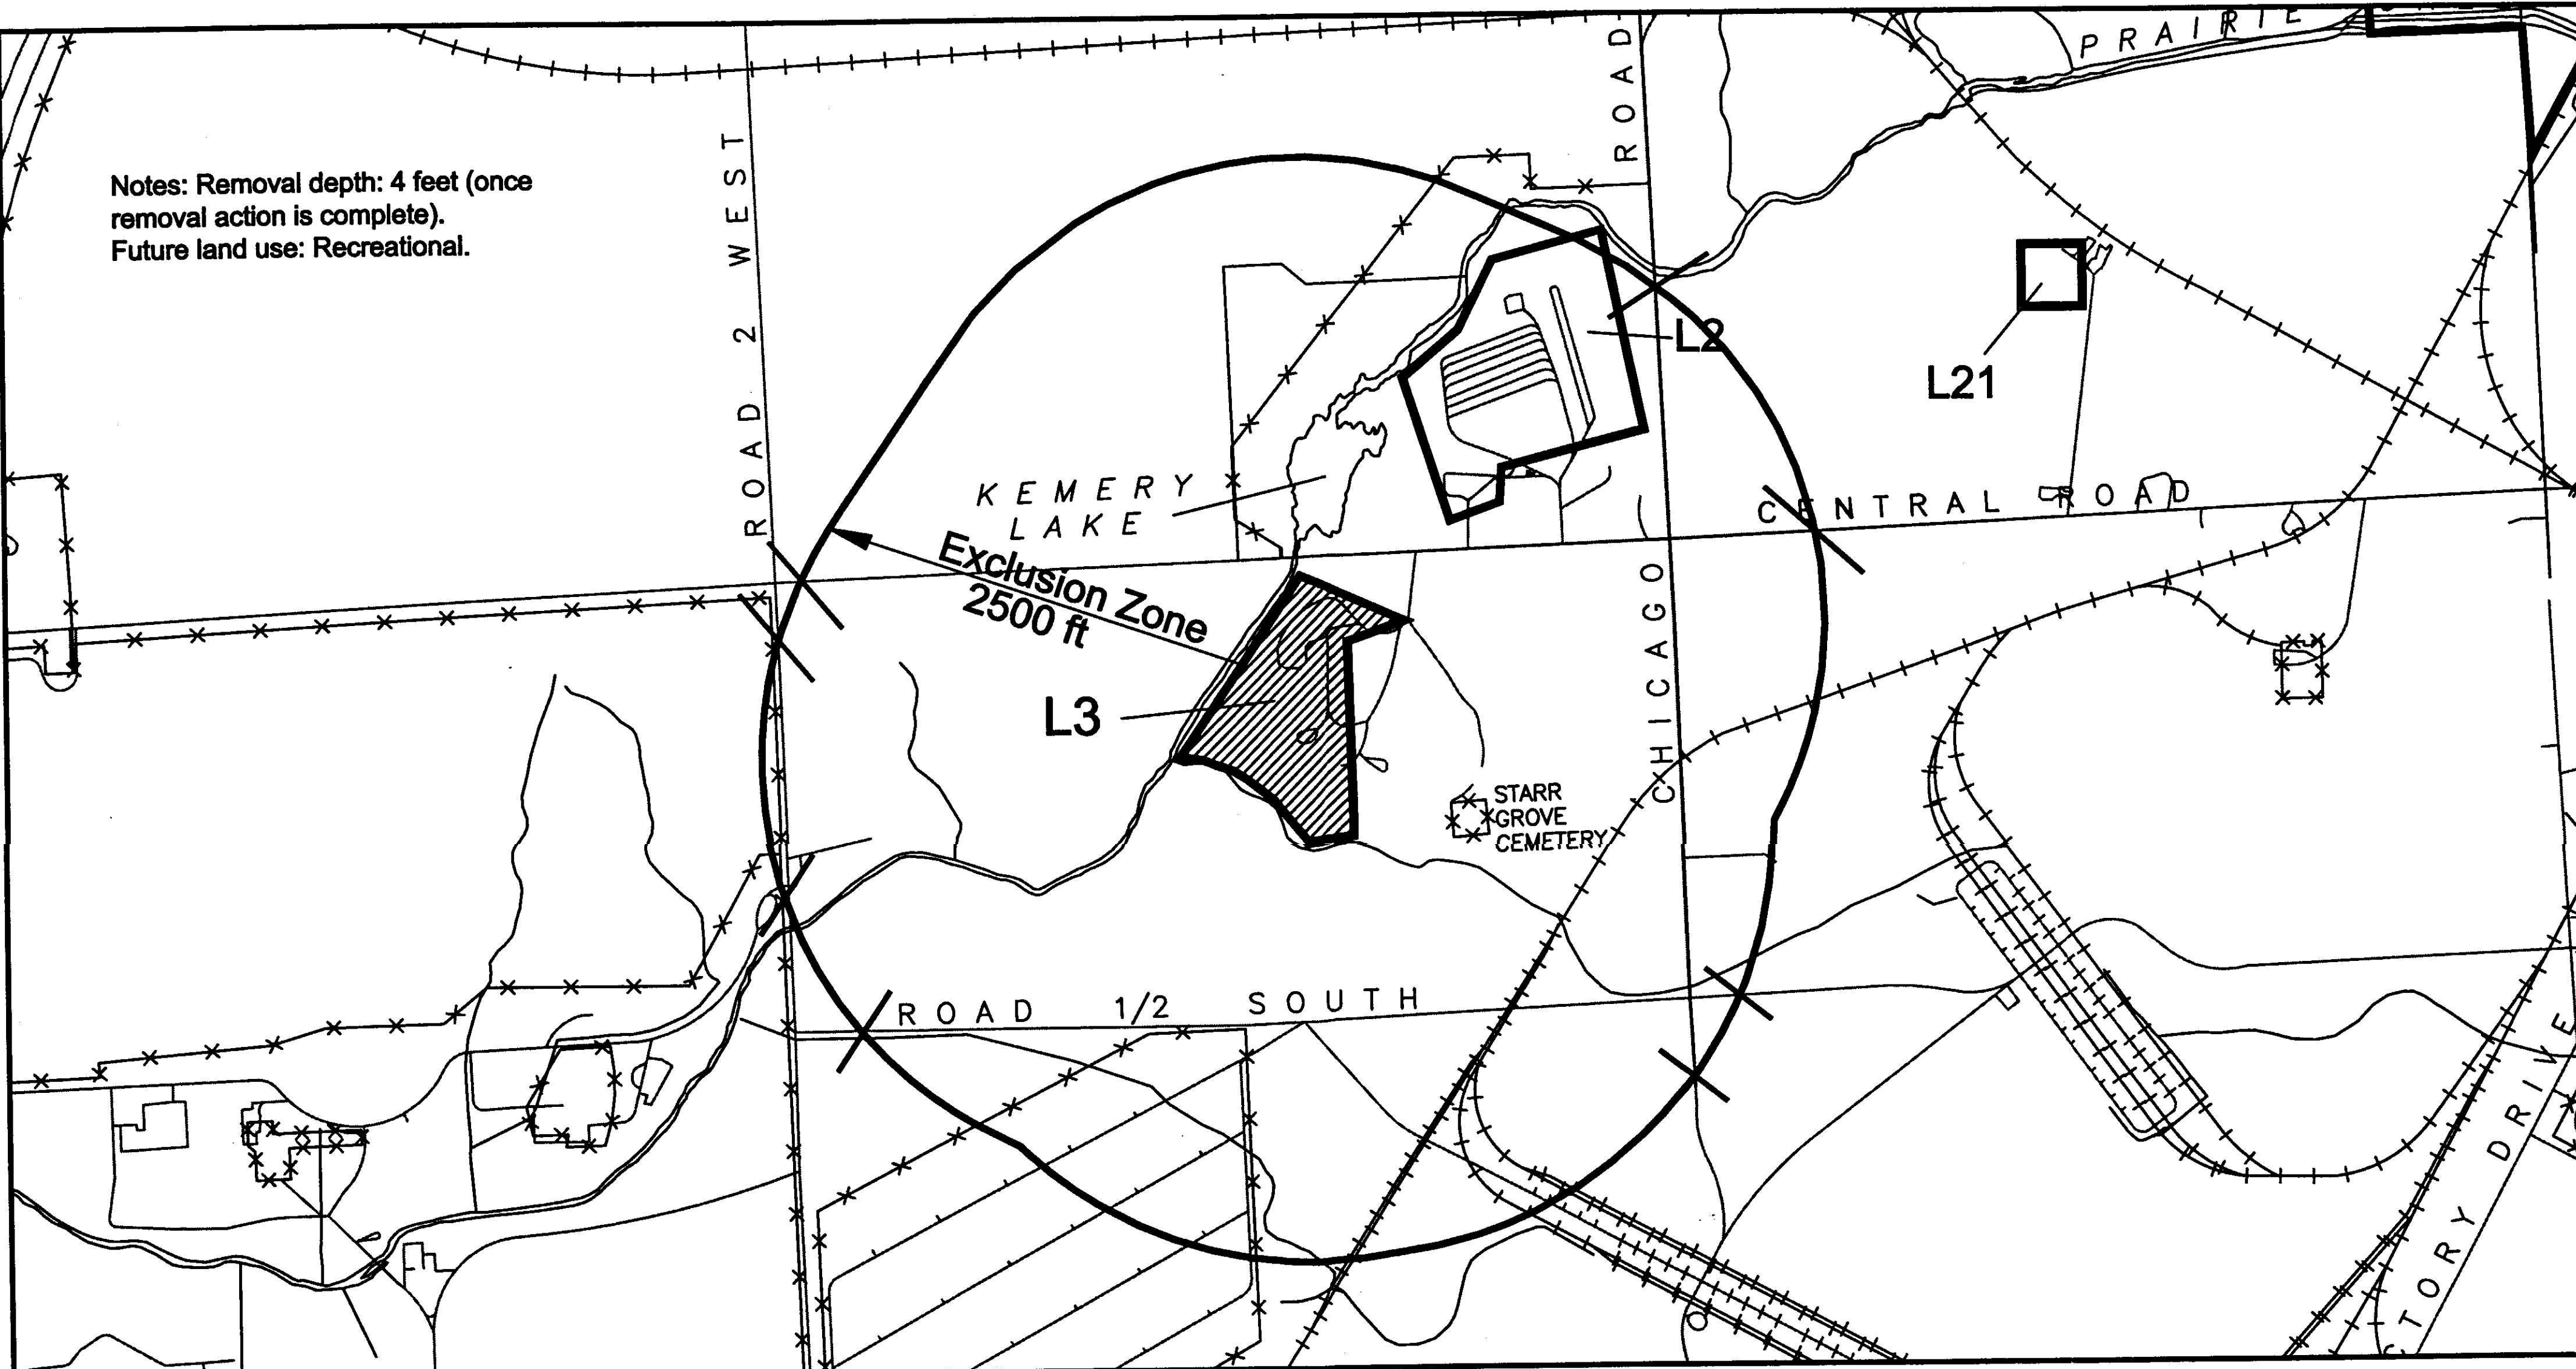 PRAIRIE
ROAD
Notes: Removal depth: 4 feet (once
removal action is complete).
Future land use: Recreational.
ROAD 2 WEST
L2
L21
KEMERY
LAKE
CENTRAL ROAD
Exclusion Zone
2500 ft
CHICAGO
L3
STARR
GROVE
CEMETERY
ROAD 1/2 SOUTH
STORY DRIVE